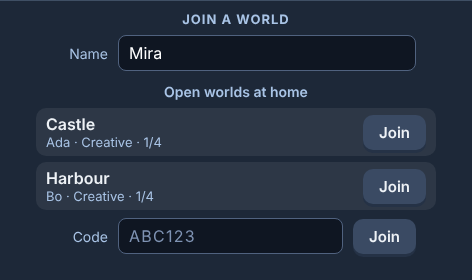 JOIN A WORLD
Name Mira
Open worlds at home
Castle
Ada · Creative · 1/4
Join
Harbour
Bo · Creative · 1/4
Join
Code ABC123 Join